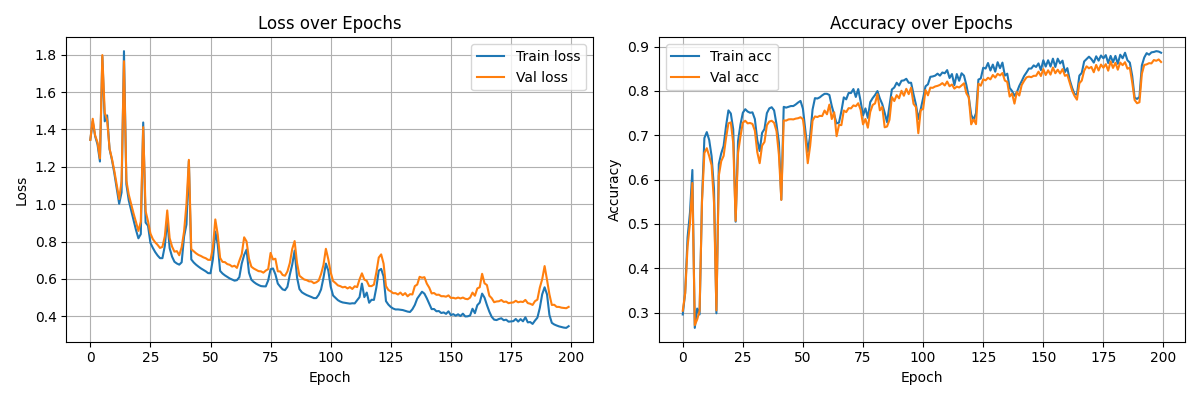 Loss over Epochs
Loss
1.8
1.6
1.4
1.2
1.0
0.8
0.6
0.4
Train loss
Val loss
0 25 50 75 100 125 150 175 200
Epoch
Accuracy over Epochs
Accuracy
0.9
0.8
0.7
0.6
0.5
0.4
0.3
Train acc
Val acc
0 25 50 75 100 125 150 175 200
Epoch